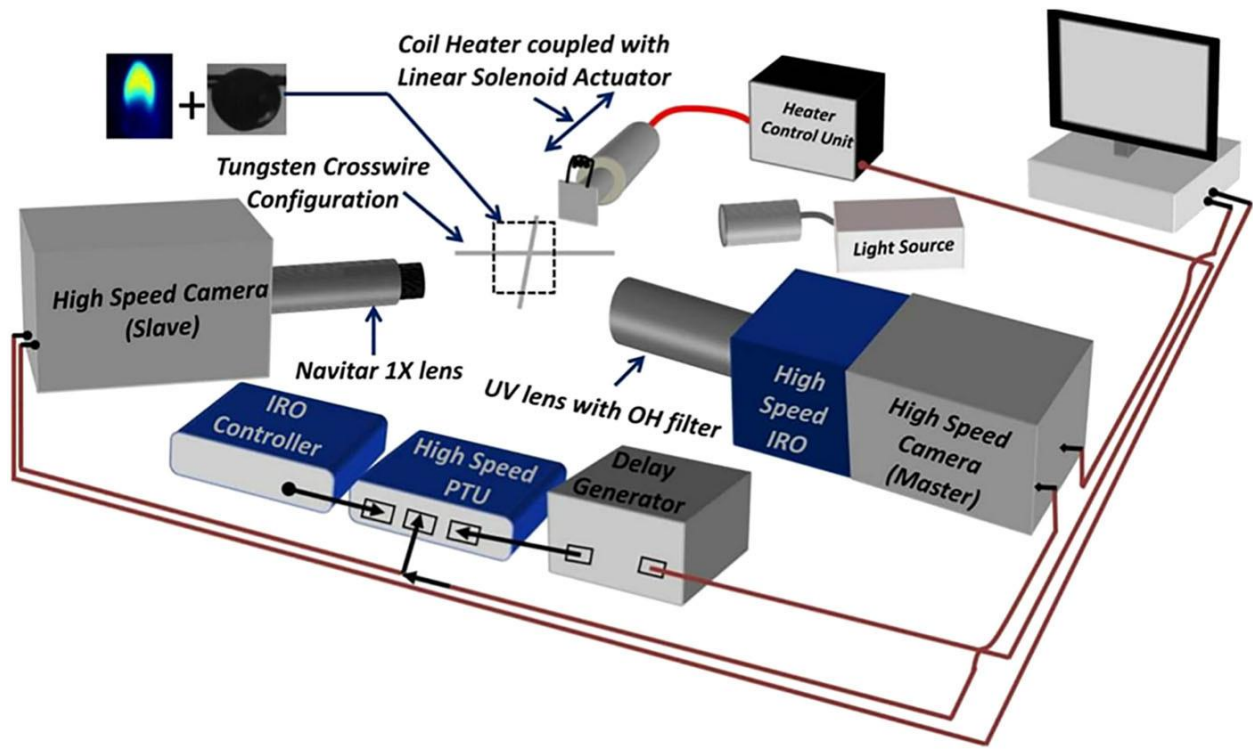 Coil Heater coupled with
Linear Solenoid Actuator
+
Heater
Control Unit
Tungsten Crosswire
Configuration
Light Source
High Speed Camera
(Slave)
Navitar 1X lens
UV lens with OH filter
High
Speed
IRO
High Speed
Camera
(Master)
IRO
Controller
High Speed
PTU
Delay
Generator